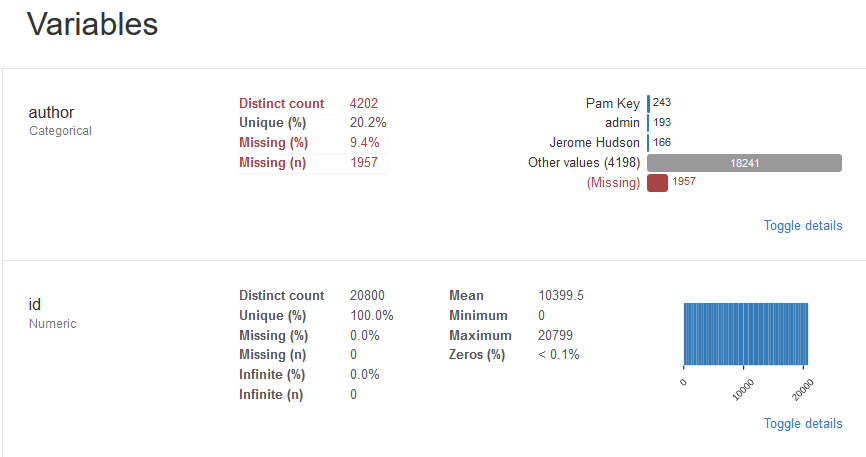 Variables
author
Categorical
Distinct count 4202
Unique (%) 20.2%
Missing (%) 9.4%
Missing (n) 1957
Pam Key 243
admin 193
Jerome Hudson 166
Other values (4198) 18241
(Missing) 1957
Toggle details
id
Numeric
Distinct count 20800
Unique (%) 100.0%
Missing (%) 0.0%
Missing (n) 0
Infinite (%) 0.0%
Infinite (n) 0
Mean 10399.5
Minimum 0
Maximum 20799
Zeros (%) < 0.1%
0 10000 20000
Toggle details